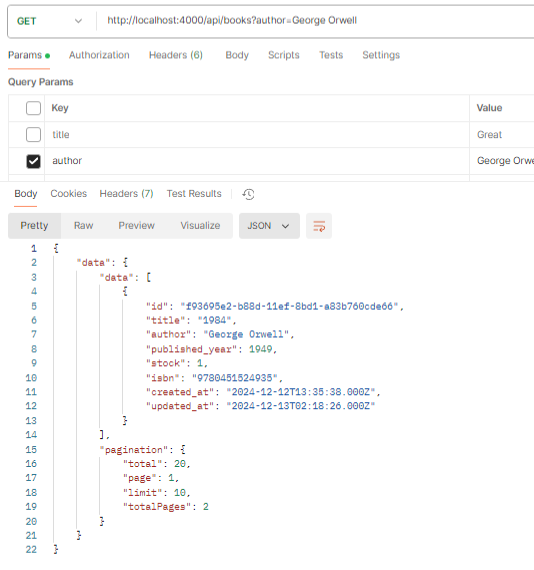 GET http://localhost:4000/api/books?author=George Orwell
Params Authorization Headers (6) Body Scripts Tests Settings
Query Params
Key Value
title Great
author George Orwe
Body Cookies Headers (7) Test Results
Pretty Raw Preview Visualize JSON
1 {
2 "data": {
3 "data": [
4 {
5 "id": "f93695e2-b88d-11ef-8bd1-a83b760cde66",
6 "title": "1984",
7 "author": "George Orwell",
8 "published_year": 1949,
9 "stock": 1,
10 "isbn": "9780451524935",
11 "created_at": "2024-12-12T13:35:38.000Z",
12 "updated_at": "2024-12-13T02:18:26.000Z"
13 }
14 ],
15 "pagination": {
16 "total": 20,
17 "page": 1,
18 "limit": 10,
19 "totalPages": 2
20 }
21 }
22 }